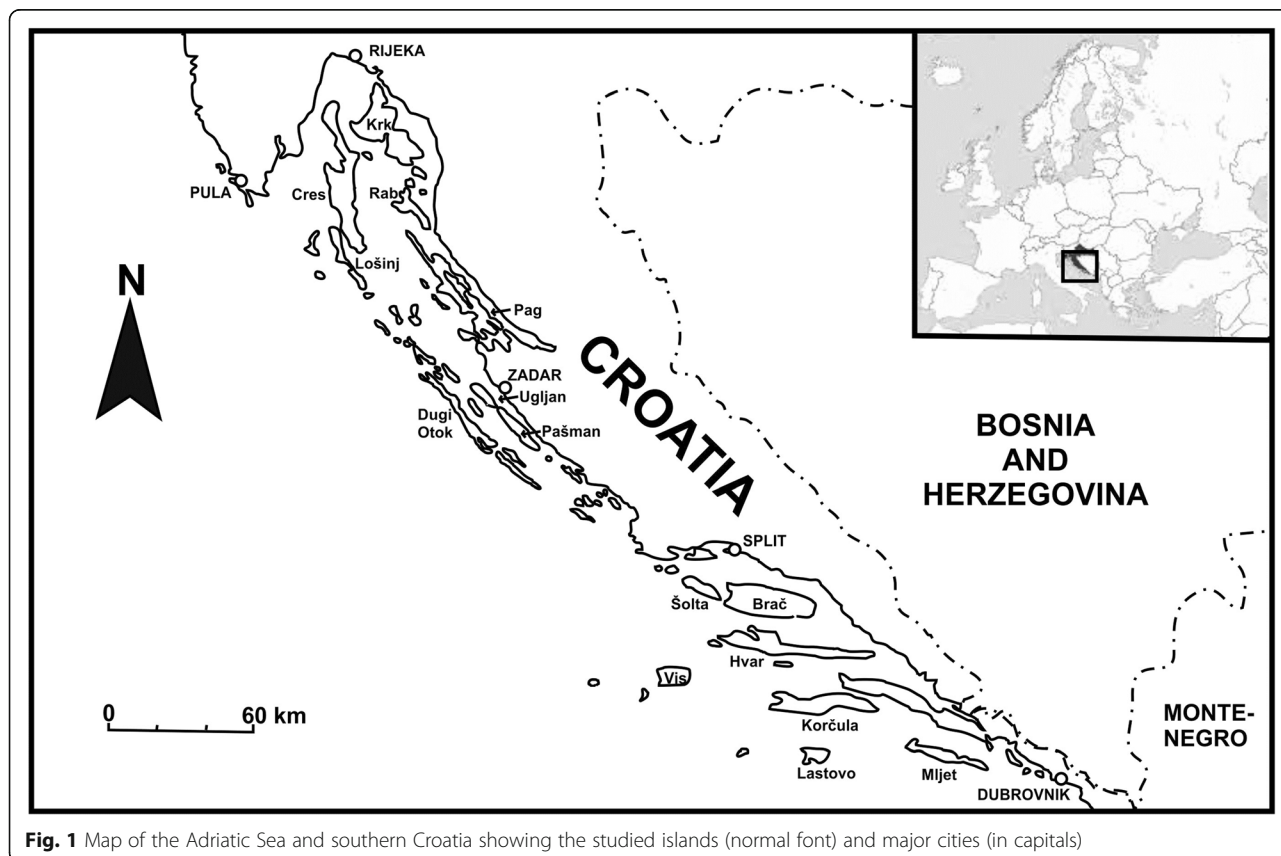 RIJEKA
Krk
PULA
Cres
Rab
Lošinj
N
Pag
CROATIA
ZADAR
Ugljan
Dugi
Otok
Pašman
BOSNIA
AND
HERZEGOVINA
SPLIT
Šolta
Brač
Hvar
Vis
0
60 km
Korčula
MONTE-
NEGRO
Lastovo
Mljet
DUBROVNIK
Fig. 1 Map of the Adriatic Sea and southern Croatia showing the studied islands (normal font) and major cities (in capitals)